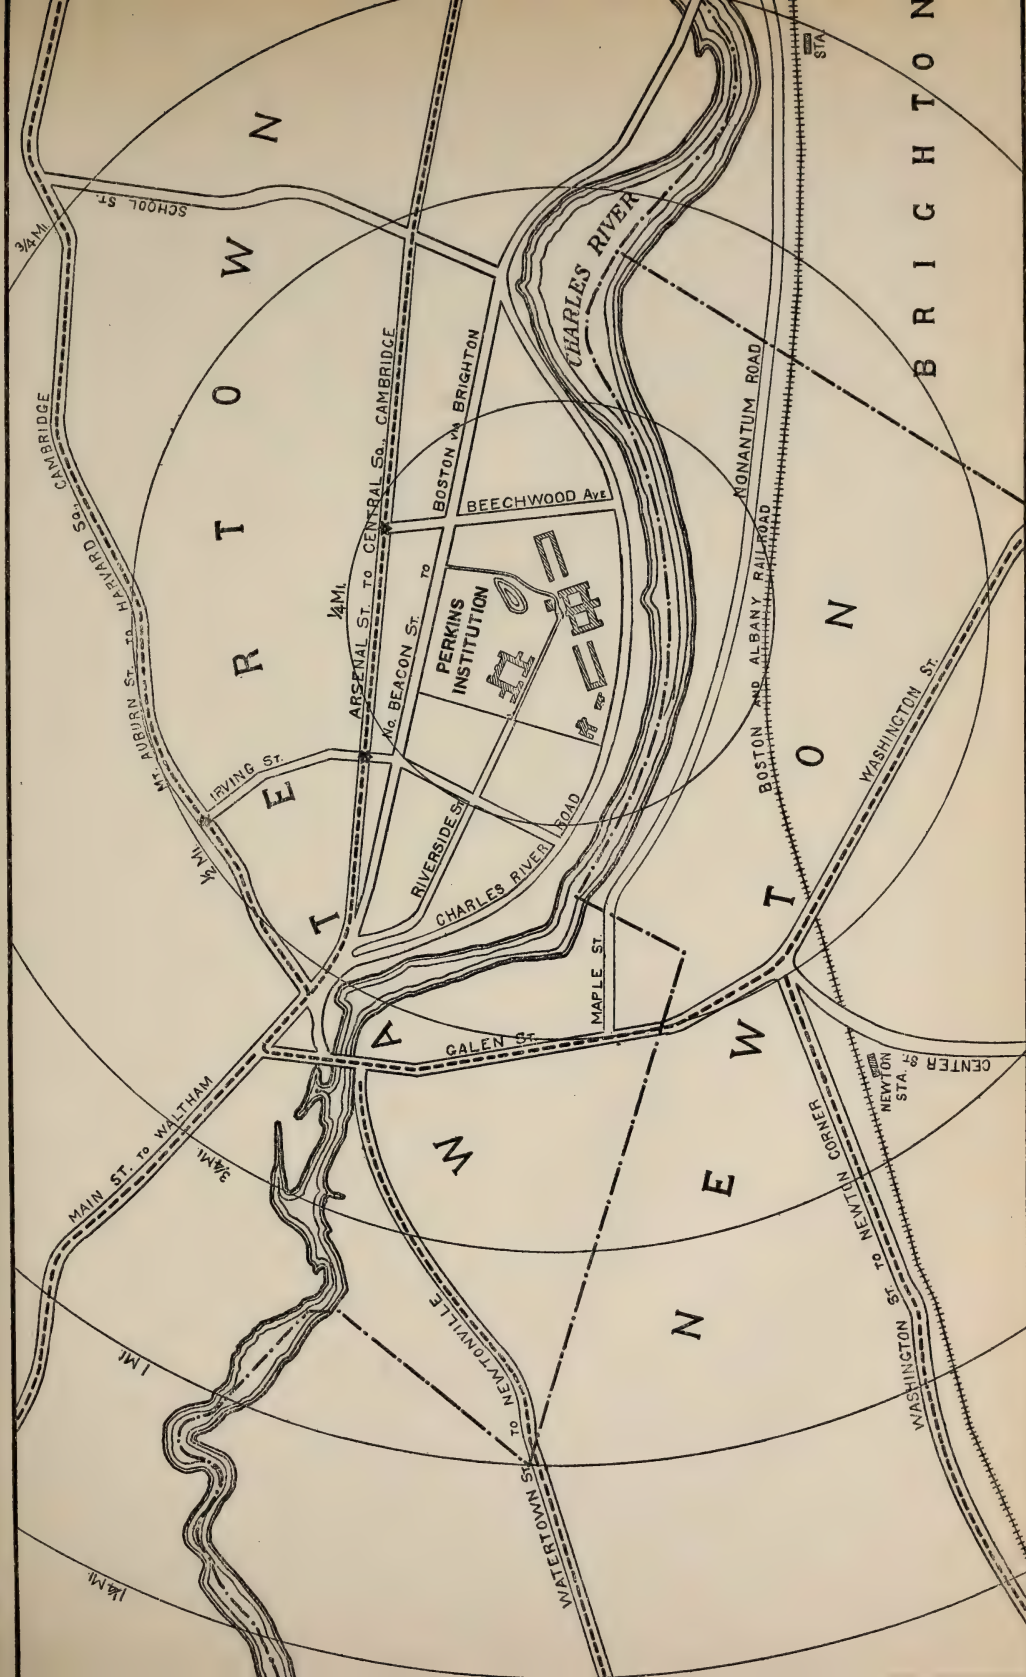 BRIGHTON
STA.
SCHOOL ST.
3/4 MI.
CHARLES RIVER
MT. AUBURN ST. TO HARVARD SQ., CAMBRIDGE
ARSENAL ST. TO CENTRAL SQ., CAMBRIDGE
No. BEACON ST. TO BOSTON VIA BRIGHTON
BEECHWOOD AVE
NONANTUM ROAD
BOSTON AND ALBANY RAILROAD
1/4 MI.
PERKINS
INSTITUTION
WATERTOWN
NEWTON
IRVING ST.
1/2 MI.
RIVERSIDE ST.
CHARLES RIVER ROAD
WASHINGTON ST.
MAPLE ST.
GALEN ST.
CENTER ST.
NEWTON
STA.
MAIN ST. TO WALTHAM
3/4 MI.
WASHINGTON ST. TO NEWTON CORNER
1 MI.
WATERTOWN ST. TO NEWTONVILLE
1 1/4 MI.